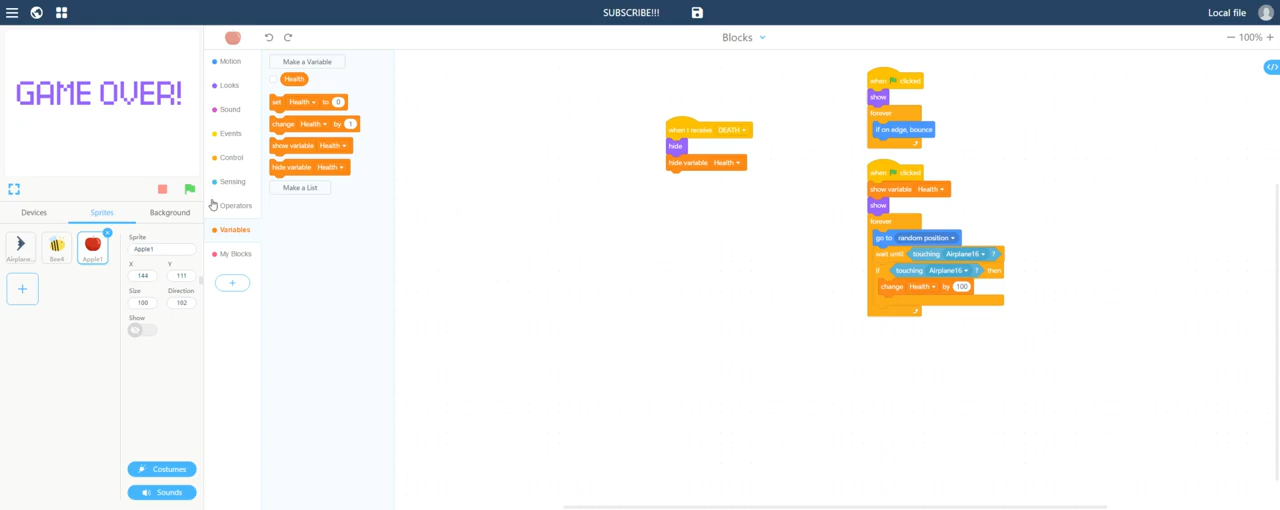 SUBSCRIBE!!!
Local file
Blocks
100%
GAME OVER!
Devices
Sprites
Background
Airplane...
Bee4
Apple1
Sprite
Apple1
X
Y
144
111
Size
Direction
100
102
Show
Costumes
Sounds
Motion
Looks
Sound
Events
Control
Sensing
Operators
Variables
My Blocks
Make a Variable
Health
set Health to 0
change Health by 1
show variable Health
hide variable Health
Make a List
when I receive DEATH
hide
hide variable Health
when clicked
show
forever
if on edge, bounce
when clicked
show variable Health
show
forever
go to random position
wait until touching Airplane16 ?
if touching Airplane16 ? then
change Health by 100